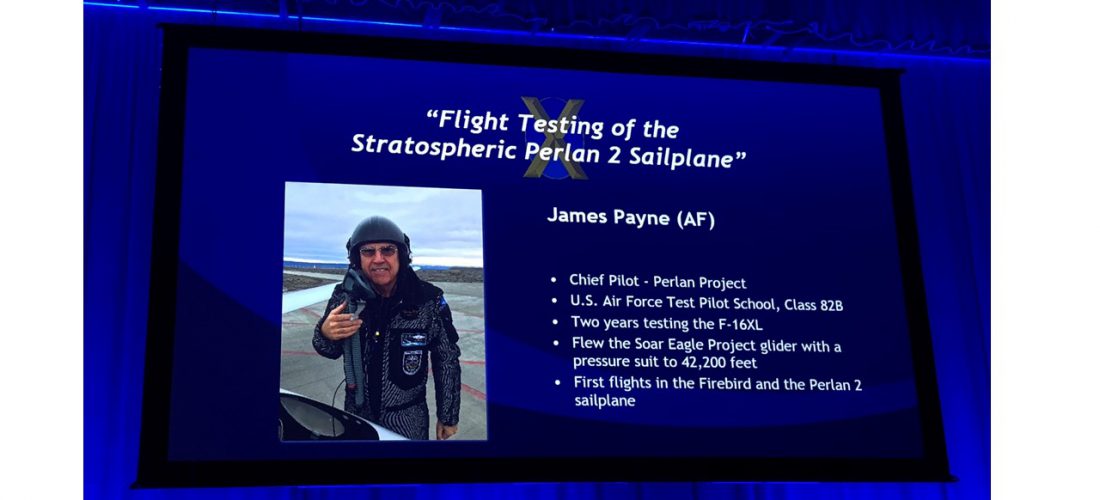 “Flight Testing of the
Stratospheric Perlan 2 Sailplane”
James Payne (AF)
• Chief Pilot - Perlan Project
• U.S. Air Force Test Pilot School, Class 82B
• Two years testing the F-16XL
• Flew the Soar Eagle Project glider with a
pressure suit to 42,200 feet
• First flights in the Firebird and the Perlan 2
sailplane